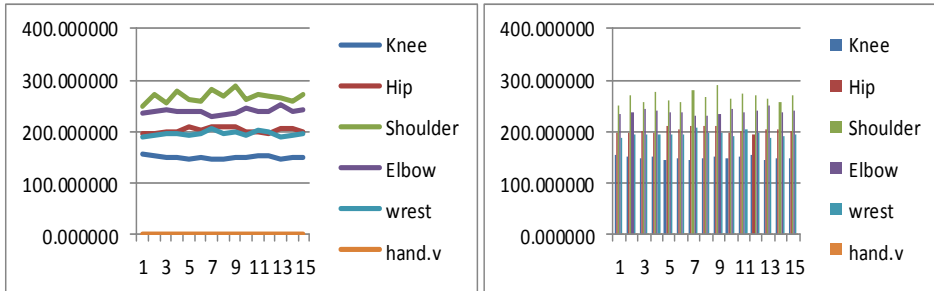 400.000000
300.000000
200.000000
100.000000
0.000000
1 3 5 7 9 11 13 15
Knee
Hip
Shoulder
Elbow
wrest
hand.v
400.000000
300.000000
200.000000
100.000000
0.000000
1 3 5 7 9 11 13 15
Knee
Hip
Shoulder
Elbow
wrest
hand.v